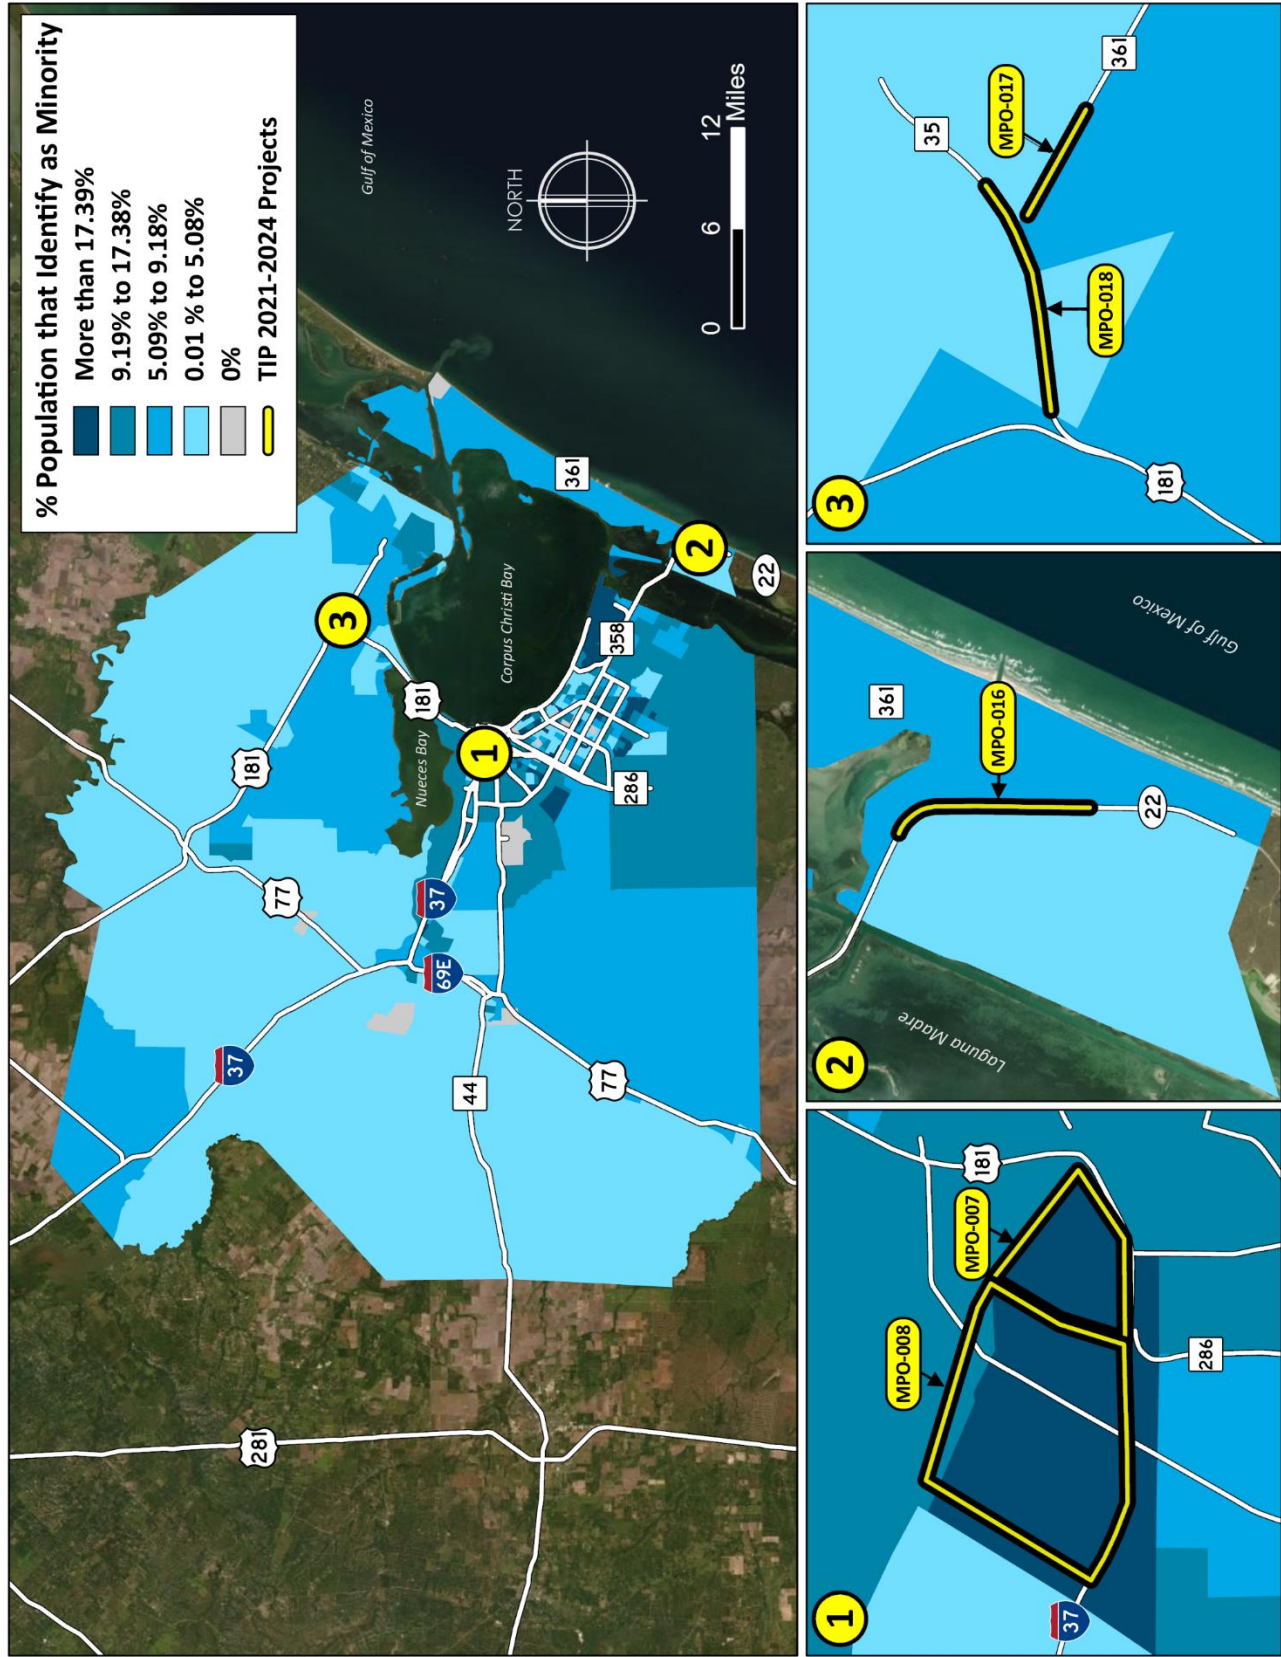 % Population that Identify as Minority
More than 17.39%
9.19% to 17.38%
5.09% to 9.18%
0.01 % to 5.08%
0%
TIP 2021-2024 Projects
Gulf of Mexico
NORTH
0
6
12
Miles
281
37
77
181
3
361
Nueces Bay
181
Corpus Christi Bay
37
69E
1
44
358
2
22
286
77
1
MPO-008
MPO-007
181
37
286
2
Laguna Madre
361
MPO-016
22
Gulf of Mexico
3
35
MPO-017
361
MPO-018
181